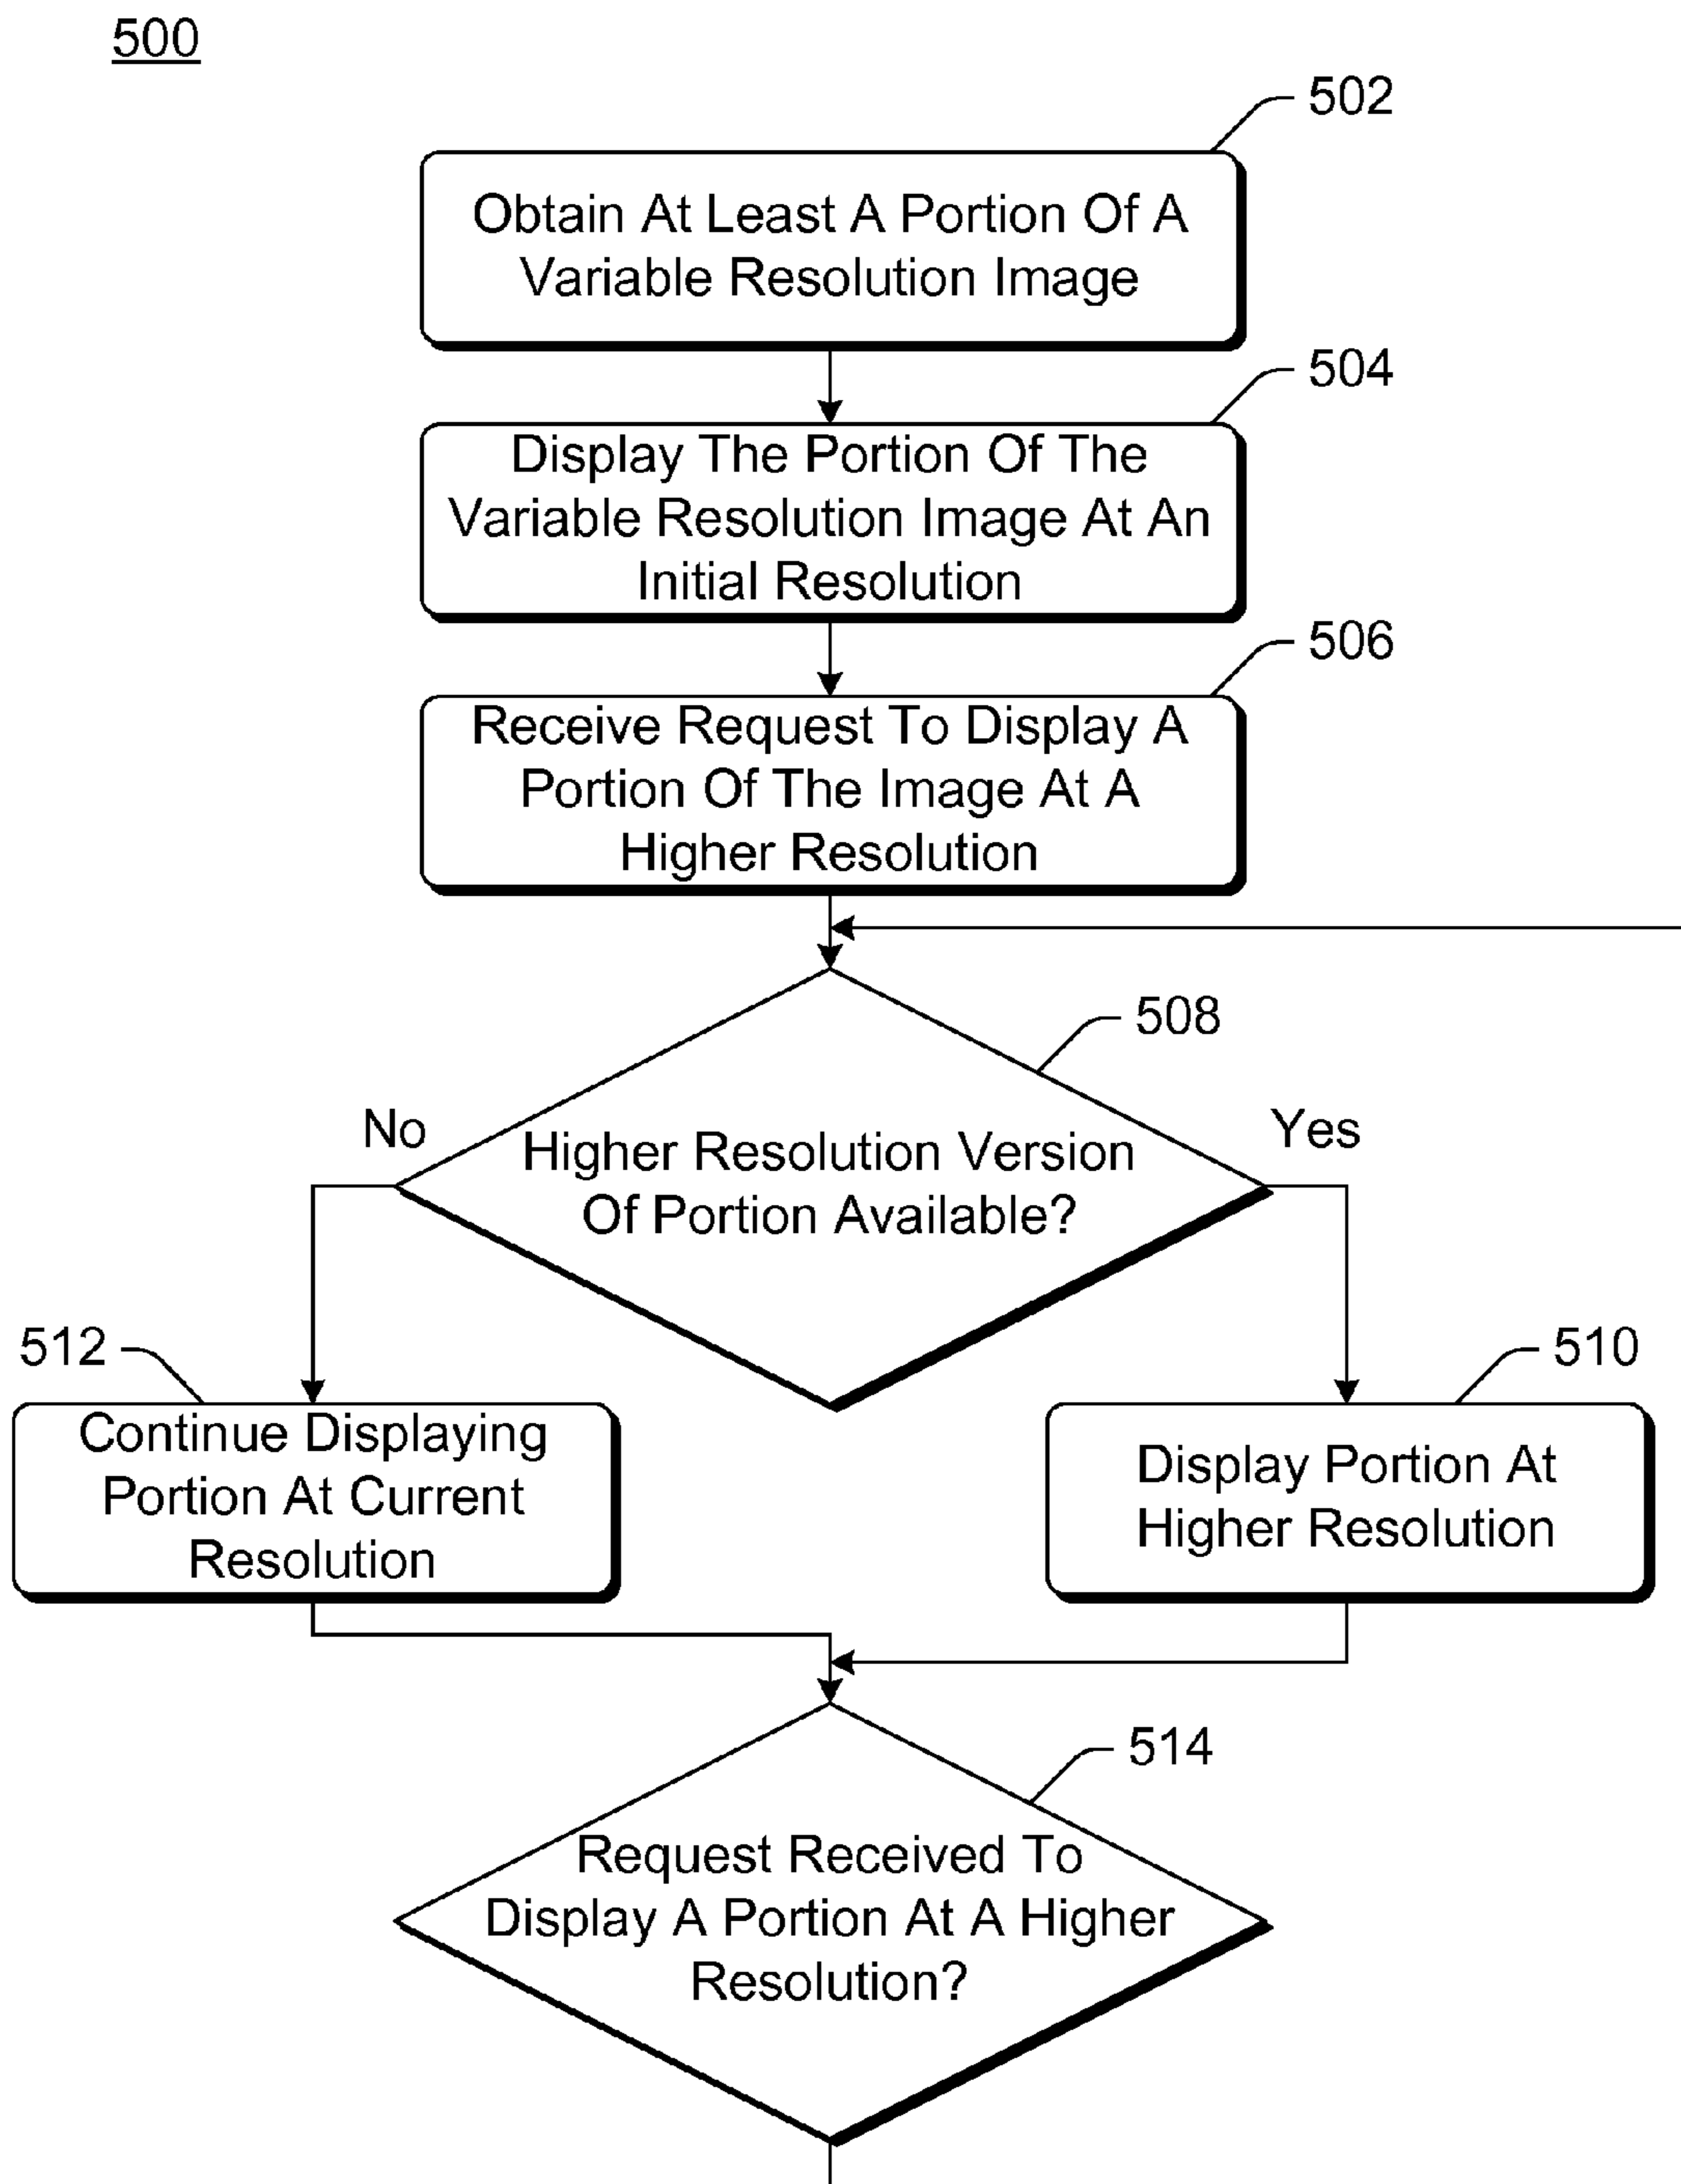 500
502
Obtain At Least A Portion Of A
Variable Resolution Image
504
Display The Portion Of The
Variable Resolution Image At An
Initial Resolution
506
Receive Request To Display A
Portion Of The Image At A
Higher Resolution
508
No
Yes
Higher Resolution Version
Of Portion Available?
512
510
Continue Displaying
Portion At Current
Resolution
Display Portion At
Higher Resolution
514
Request Received To
Display A Portion At A Higher
Resolution?